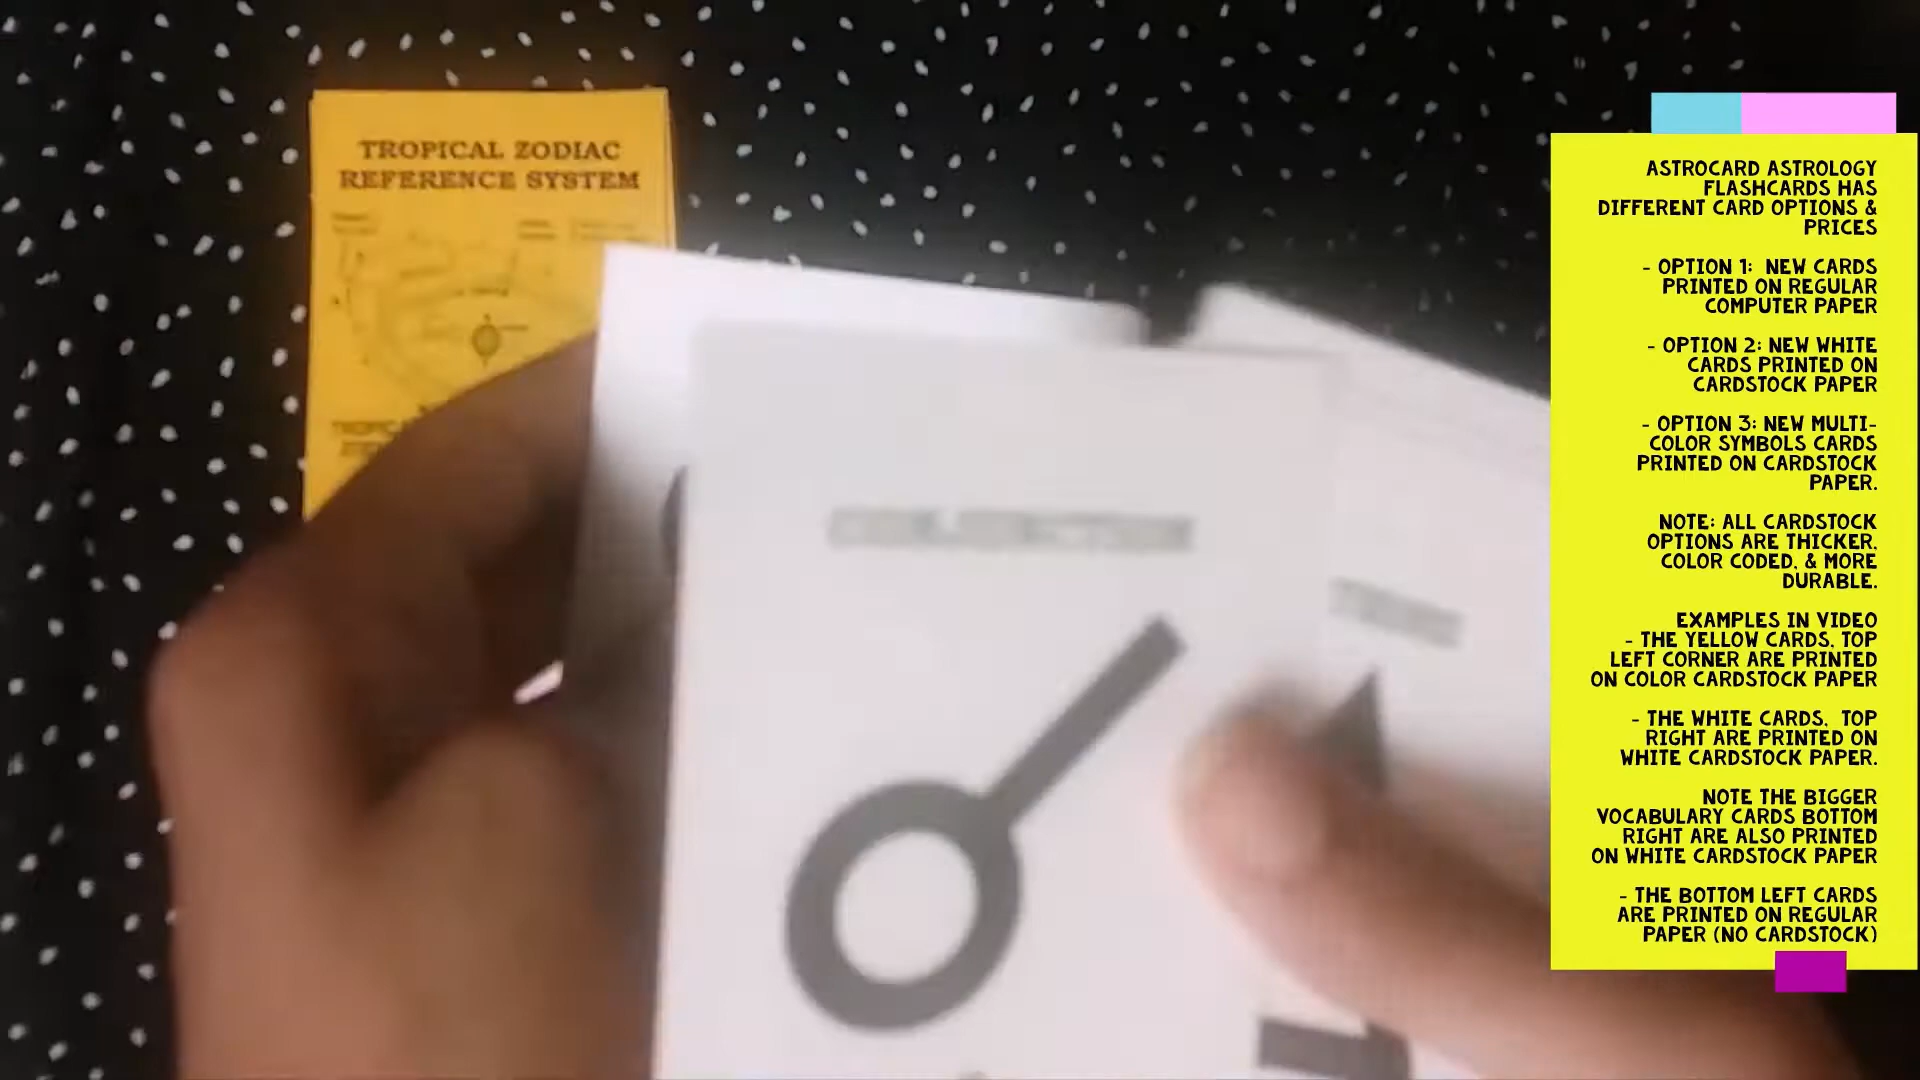 TROPICAL ZODIAC
REFERENCE SYSTEM
CONJUNCTION
ASTROCARD ASTROLOGY
FLASHCARDS HAS
DIFFERENT CARD OPTIONS &
PRICES
- OPTION 1: NEW CARDS
PRINTED ON REGULAR
COMPUTER PAPER
- OPTION 2: NEW WHITE
CARDS PRINTED ON
CARDSTOCK PAPER
- OPTION 3: NEW MULTI-
COLOR SYMBOLS CARDS
PRINTED ON CARDSTOCK
PAPER.
NOTE: ALL CARDSTOCK
OPTIONS ARE THICKER,
COLOR CODED, & MORE
DURABLE.
EXAMPLES IN VIDEO
- THE YELLOW CARDS, TOP
LEFT CORNER ARE PRINTED
ON COLOR CARDSTOCK PAPER
- THE WHITE CARDS, TOP
RIGHT ARE PRINTED ON
WHITE CARDSTOCK PAPER.
NOTE THE BIGGER
VOCABULARY CARDS BOTTOM
RIGHT ARE ALSO PRINTED
ON WHITE CARDSTOCK PAPER
- THE BOTTOM LEFT CARDS
ARE PRINTED ON REGULAR
PAPER (NO CARDSTOCK)